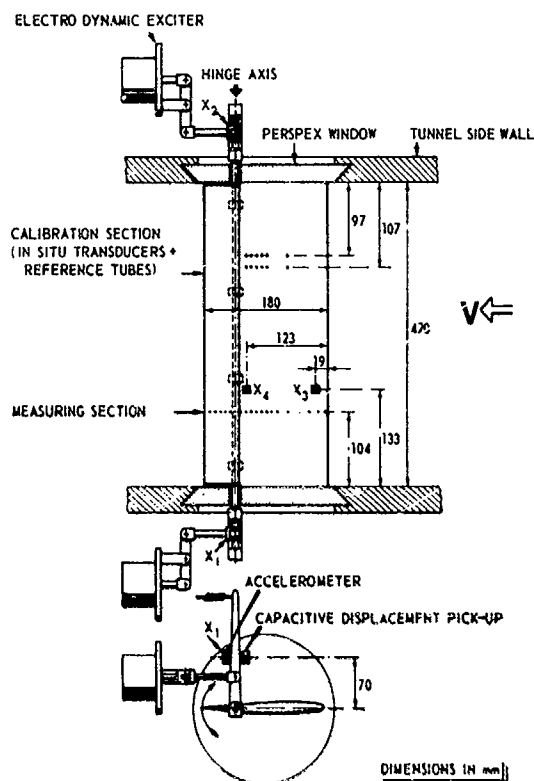 ELECTRO DYNAMIC EXCITER
HINGE AXIS
X2
PERSPEX WINDOW
TUNNEL SIDE WALL
97
107
CALIBRATION SECTION
(IN SITU TRANSDUCERS +
REFERENCE TUBES)
180
V
123
420
19
X4
X3
MEASURING SECTION
133
104
X1
ACCELEROMETER
X1
CAPACITIVE DISPLACEMENT PICK-UP
70
DIMENSIONS IN mm